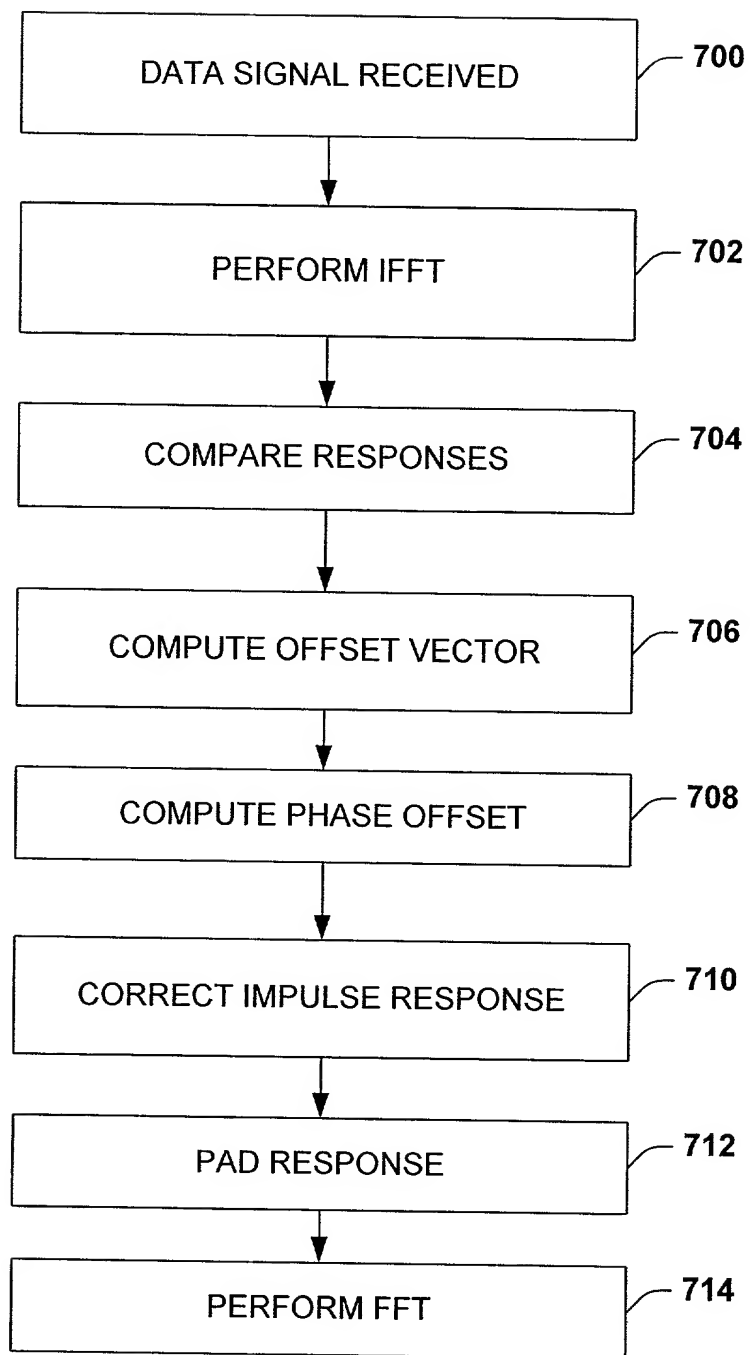 DATA SIGNAL RECEIVED
700
PERFORM IFFT
702
COMPARE RESPONSES
704
COMPUTE OFFSET VECTOR
706
COMPUTE PHASE OFFSET
708
CORRECT IMPULSE RESPONSE
710
PAD RESPONSE
712
PERFORM FFT
714